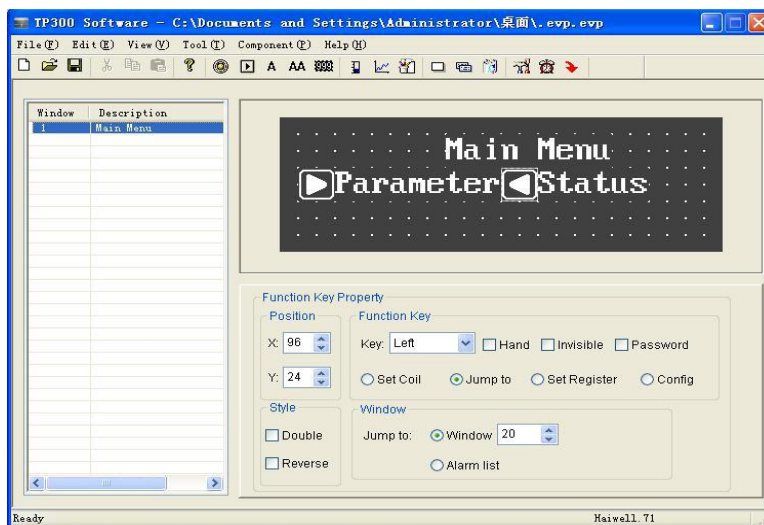 TP300 Software - C:\Documents and Settings\Administrator\桌面\.evp.evp
File(F) Edit(E) View(V) Tool(T) Component(P) Help(H)
A AA
Window Description
1 Main Menu
Main Menu
Parameter Status
Function Key Property
Position Function Key
X: 96 Key: Left Hand Invisible Password
Y: 24 Set Coil Jump to Set Register Config
Style Window
Double Jump to: Window 20
Reverse Alarm list
Ready Haiwell.71